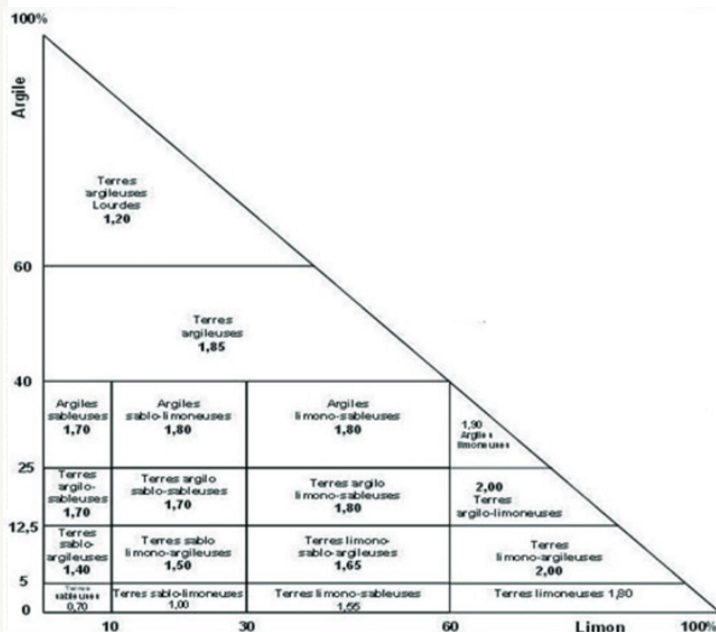 100%
Argile
Terres
argileuses
Lourdes
1,20
60
Terres
argileuses
1,85
40
Argiles
sableuses
1,70
Argiles
sablo-limoneuses
1,80
Argiles
limono-sableuses
1,80
1,90
Argiles
limoneuses
25
Terres
argilo-
sableuses
1,70
Terres argilo
sablo-sableuses
1,70
Terres argilo
limono-sableuses
1,80
2,00
Terres
argilo-limoneuses
12,5
Terres
sablo-
argileuses
1,40
Terres sablo
limono-argileuses
1,50
Terres limono-
sablo-argileuses
1,65
Terres
limono-argileuses
2,00
5
Terres
sableuses
0,70
Terres sablo-limoneuses
1,00
Terres limono-sableuses
Terres limoneuses 1,80
0
10
30
60
Limon
100%